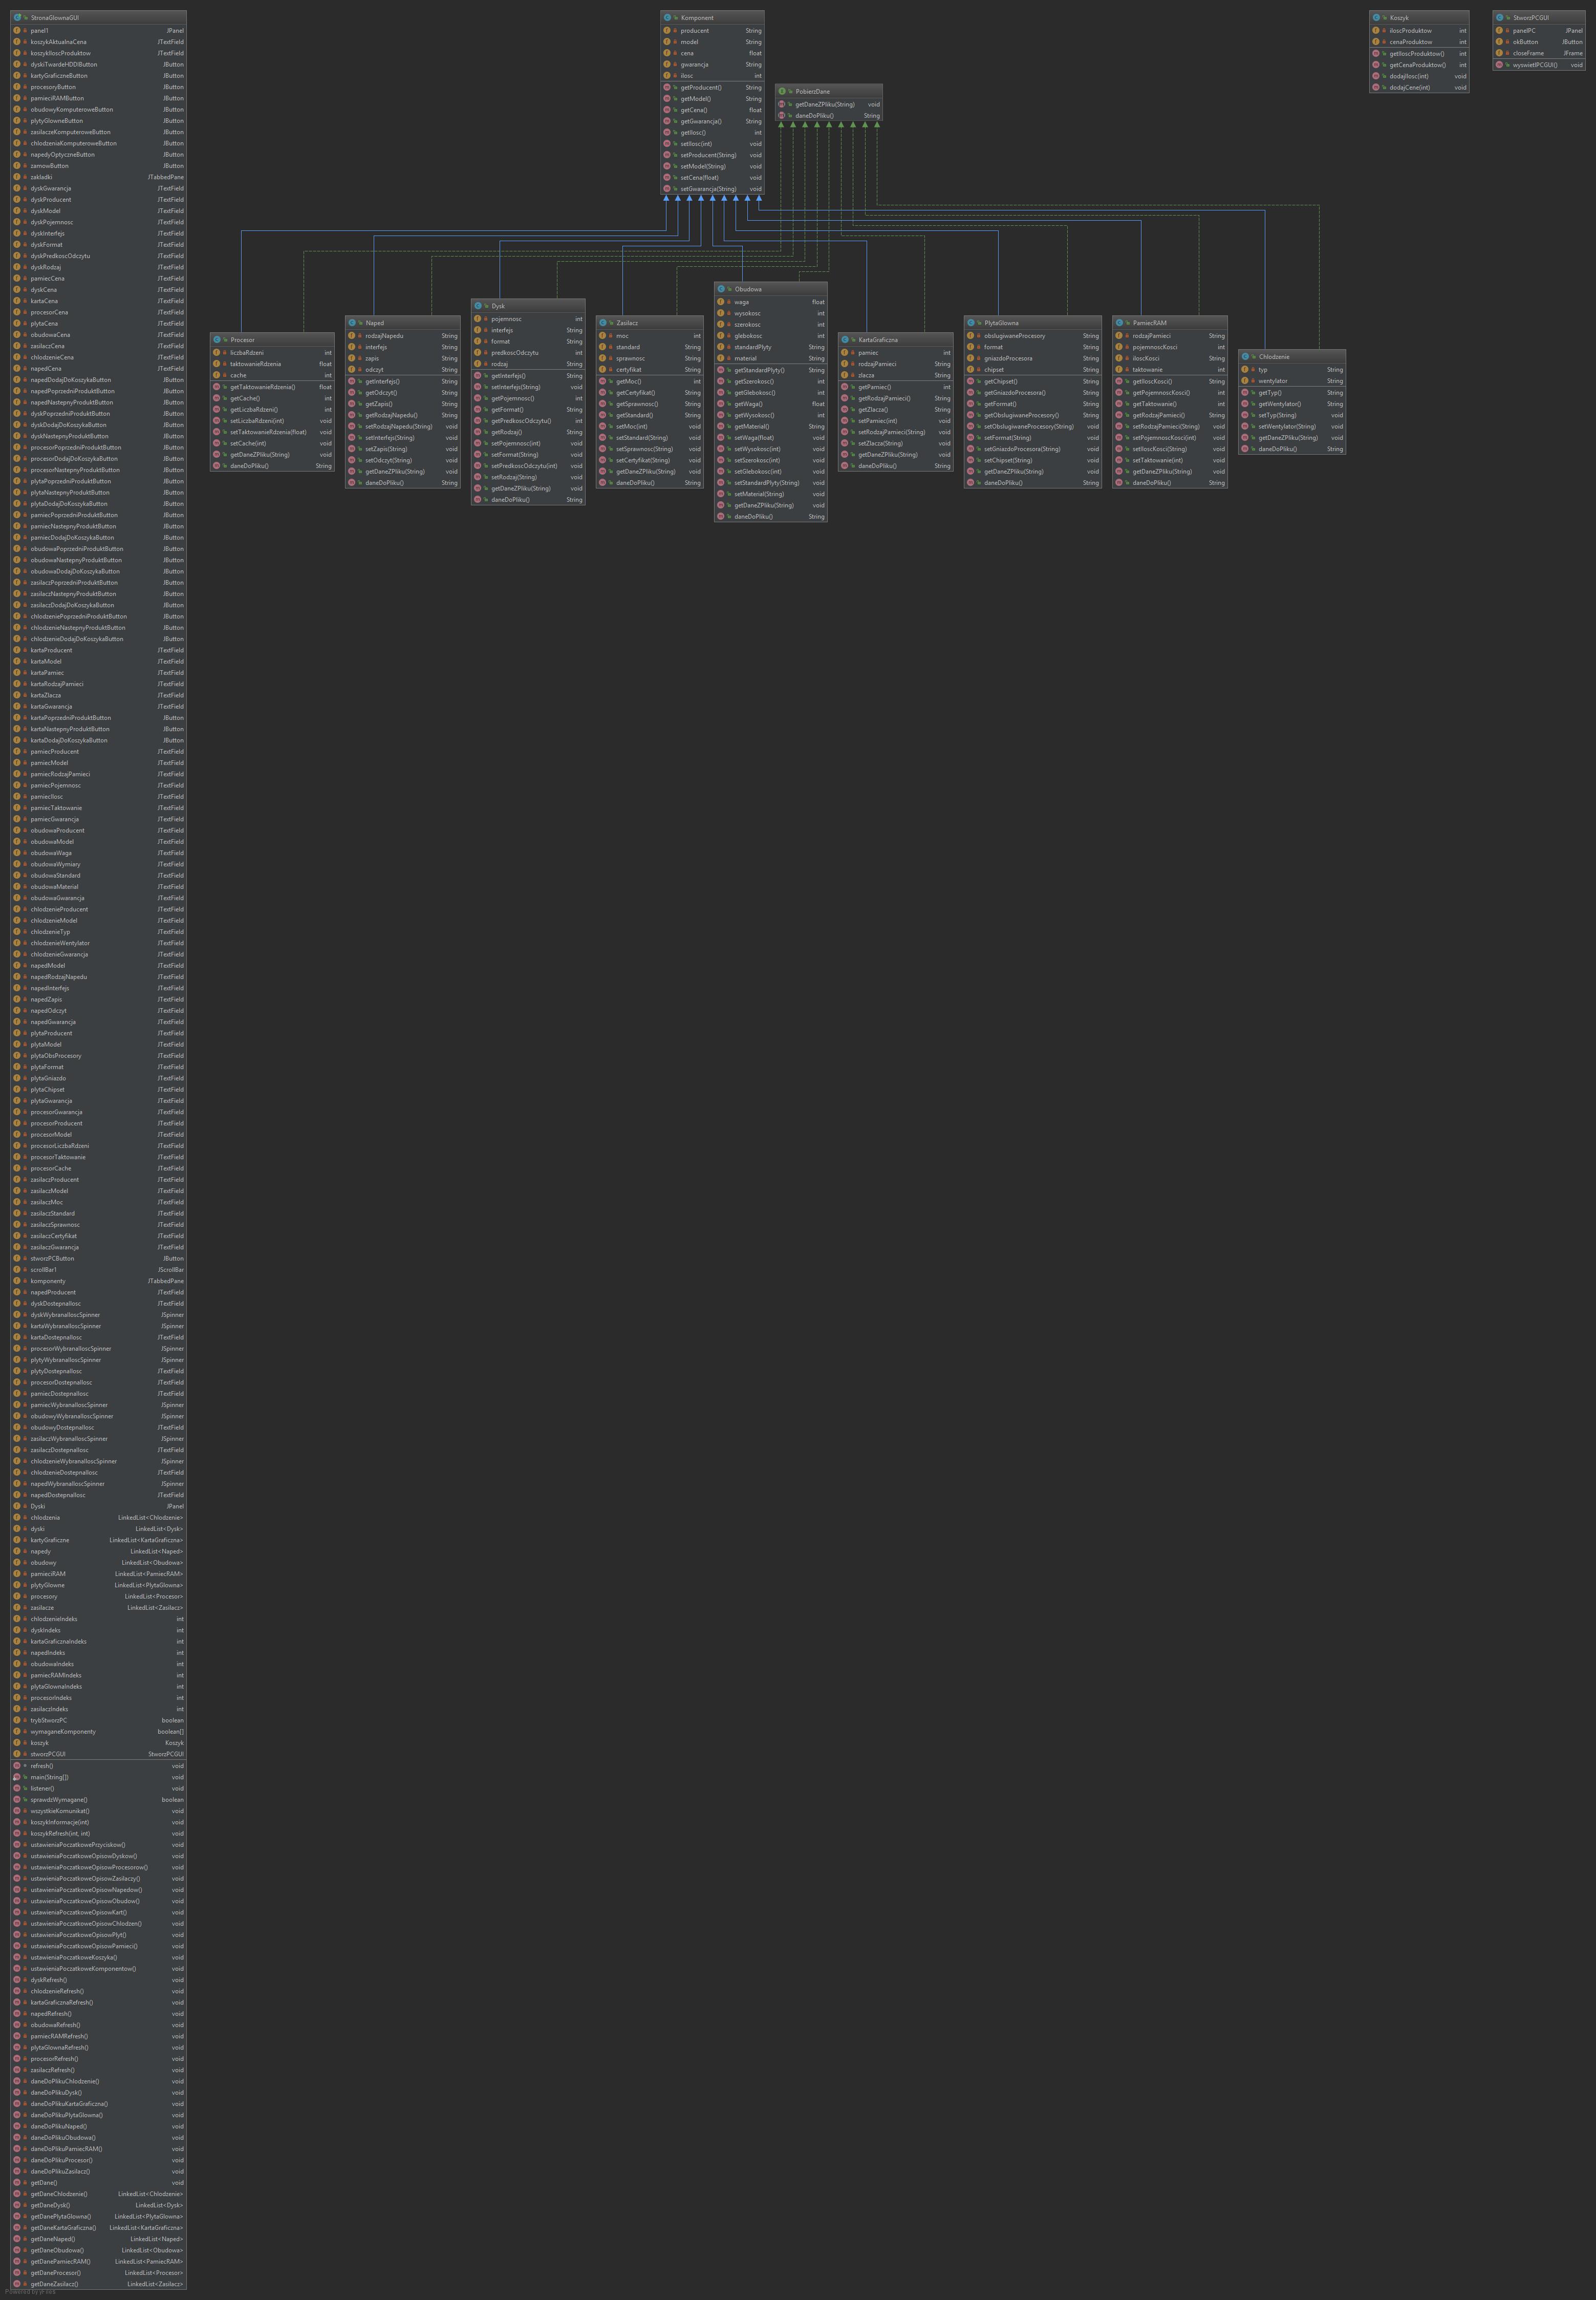 StronaGlownaGUI
panel1 JPanel
koszykAktualnaCena JTextField
koszykIloscProduktow JTextField
dyskiTwardeHDDIButton JButton
kartyGraficzneButton JButton
procesoryButton JButton
pamieciRAMButton JButton
obudowyKomputeroweButton JButton
plytyGlowneButton JButton
zasilaczeKomputeroweButton JButton
chlodzeniaKomputeroweButton JButton
napedyOptyczneButton JButton
zamowButton JButton
zakladki JTabbedPane
dyskGwarancja JTextField
dyskProducent JTextField
dyskModel JTextField
dyskPojemnosc JTextField
dyskInterfejs JTextField
dyskFormat JTextField
dyskPredkoscOdczytu JTextField
dyskRodzaj JTextField
pamiecCena JTextField
dyskCena JTextField
kartaCena JTextField
procesorCena JTextField
plytaCena JTextField
obudowaCena JTextField
zasilaczCena JTextField
chlodzenieCena JTextField
napedCena JTextField
napedDodajDoKoszykaButton JButton
napedPoprzedniProduktButton JButton
napedNastepnyProduktButton JButton
dyskPoprzedniProduktButton JButton
dyskDodajDoKoszykaButton JButton
dyskNastepnyProduktButton JButton
procesorPoprzedniProduktButton JButton
procesorDodajDoKoszykaButton JButton
procesorNastepnyProduktButton JButton
plytaPoprzedniProduktButton JButton
plytaNastepnyProduktButton JButton
plytaDodajDoKoszykaButton JButton
pamiecPoprzedniProduktButton JButton
pamiecNastepnyProduktButton JButton
pamiecDodajDoKoszykaButton JButton
obudowaPoprzedniProduktButton JButton
obudowaNastepnyProduktButton JButton
obudowaDodajDoKoszykaButton JButton
zasilaczPoprzedniProduktButton JButton
zasilaczNastepnyProduktButton JButton
zasilaczDodajDoKoszykaButton JButton
chlodzeniePoprzedniProduktButton JButton
chlodzenieNastepnyProduktButton JButton
chlodzenieDodajDoKoszykaButton JButton
kartaProducent JTextField
kartaModel JTextField
kartaPamiec JTextField
kartaRodzajPamieci JTextField
kartaZlacza JTextField
kartaGwarancja JTextField
kartaPoprzedniProduktButton JButton
kartaNastepnyProduktButton JButton
kartaDodajDoKoszykaButton JButton
pamiecProducent JTextField
pamiecModel JTextField
pamiecRodzajPamieci JTextField
pamiecPojemnosc JTextField
pamiecIlosc JTextField
pamiecTaktowanie JTextField
pamiecGwarancja JTextField
obudowaProducent JTextField
obudowaModel JTextField
obudowaWaga JTextField
obudowaWymiary JTextField
obudowaStandard JTextField
obudowaMaterial JTextField
obudowaGwarancja JTextField
chlodzenieProducent JTextField
chlodzenieModel JTextField
chlodzenieTyp JTextField
chlodzenieWentylator JTextField
chlodzenieGwarancja JTextField
napedModel JTextField
napedRodzajNapedu JTextField
napedInterfejs JTextField
napedZapis JTextField
napedOdczyt JTextField
napedGwarancja JTextField
plytaProducent JTextField
plytaModel JTextField
plytaObsProcesory JTextField
plytaFormat JTextField
plytaGniazdo JTextField
plytaChipset JTextField
plytaGwarancja JTextField
procesorGwarancja JTextField
procesorProducent JTextField
procesorModel JTextField
procesorLiczbaRdzeni JTextField
procesorTaktowanie JTextField
procesorCache JTextField
zasilaczProducent JTextField
zasilaczModel JTextField
zasilaczMoc JTextField
zasilaczStandard JTextField
zasilaczSprawnosc JTextField
zasilaczCertyfikat JTextField
zasilaczGwarancja JTextField
stworzPCButton JButton
scrollBar1 JScrollBar
komponenty JTabbedPane
napedProducent JTextField
dyskDostepnaIlosc JTextField
dyskWybranaIloscSpinner JSpinner
kartaWybranaIloscSpinner JSpinner
kartaDostepnaIlosc JTextField
procesorWybranaIloscSpinner JSpinner
plytyWybranaIloscSpinner JSpinner
plytyDostepnaIlosc JTextField
procesorDostepnaIlosc JTextField
pamiecDostepnaIlosc JTextField
pamiecWybranaIloscSpinner JSpinner
obudowyWybranaIloscSpinner JSpinner
obudowyDostepnaIlosc JTextField
zasilaczWybranaIloscSpinner JSpinner
zasilaczDostepnaIlosc JTextField
chlodzenieWybranaIloscSpinner JSpinner
chlodzenieDostepnaIlosc JTextField
napedWybranaIloscSpinner JSpinner
napedDostepnaIlosc JTextField
Dyski JPanel
chlodzenia LinkedList<Chlodzenie>
dyski LinkedList<Dysk>
kartyGraficzne LinkedList<KartaGraficzna>
napedy LinkedList<Naped>
obudowy LinkedList<Obudowa>
pamieciRAM LinkedList<PamiecRAM>
plytyGlowne LinkedList<PlytaGlowna>
procesory LinkedList<Procesor>
zasilacze LinkedList<Zasilacz>
chlodzenieIndeks int
dyskIndeks int
kartaGraficznaIndeks int
napedIndeks int
obudowaIndeks int
pamiecRAMIndeks int
plytaGlownaIndeks int
procesorIndeks int
zasilaczIndeks int
trybStworzPC boolean
wymaganeKomponenty boolean[]
koszyk Koszyk
stworzPCGUI StworzPCGUI
refresh() void
main(String[]) void
listener() void
sprawdzWymagane() boolean
wszystkieKomunikat() void
koszykInformacje(int) void
koszykRefresh(int, int) void
ustawieniaPoczatkowePrzyciskow() void
ustawieniaPoczatkoweOpisowDyskow() void
ustawieniaPoczatkoweOpisowProcesorow() void
ustawieniaPoczatkoweOpisowZasilaczy() void
ustawieniaPoczatkoweOpisowNapedow() void
ustawieniaPoczatkoweOpisowObudow() void
ustawieniaPoczatkoweOpisowKart() void
ustawieniaPoczatkoweOpisowChlodzen() void
ustawieniaPoczatkoweOpisowPlyt() void
ustawieniaPoczatkoweOpisowPamieci() void
ustawieniaPoczatkoweKoszyka() void
ustawieniaPoczatkoweKomponentow() void
dyskRefresh() void
chlodzenieRefresh() void
kartaGraficznaRefresh() void
napedRefresh() void
obudowaRefresh() void
pamiecRAMRefresh() void
plytaGlownaRefresh() void
procesorRefresh() void
zasilaczRefresh() void
daneDoPlikuChlodzenie() void
daneDoPlikuDysk() void
daneDoPlikuKartaGraficzna() void
daneDoPlikuPlytaGlowna() void
daneDoPlikuNaped() void
daneDoPlikuObudowa() void
daneDoPlikuPamiecRAM() void
daneDoPlikuProcesor() void
daneDoPlikuZasilacz() void
getDane() void
getDaneChlodzenie() LinkedList<Chlodzenie>
getDaneDysk() LinkedList<Dysk>
getDanePlytaGlowna() LinkedList<PlytaGlowna>
getDaneKartaGraficzna() LinkedList<KartaGraficzna>
getDaneNaped() LinkedList<Naped>
getDaneObudowa() LinkedList<Obudowa>
getDanePamiecRAM() LinkedList<PamiecRAM>
getDaneProcesor() LinkedList<Procesor>
getDaneZasilacz() LinkedList<Zasilacz>
Powered by yFiles
Komponent
producent String
model String
cena float
gwarancja String
ilosc int
getProducent() String
getModel() String
getCena() float
getGwarancja() String
getIlosc() int
setIlosc(int) void
setProducent(String) void
setModel(String) void
setCena(float) void
setGwarancja(String) void
PobierzDane
getDaneZPliku(String) void
daneDoPliku() String
Koszyk
iloscProduktow int
cenaProduktow int
getIloscProduktow() int
getCenaProduktow() int
dodajIlosc(int) void
dodajCene(int) void
StworzPCGUI
panelPC JPanel
okButton JButton
closeFrame JFrame
wyswietlPCGUI() void
Procesor
liczbaRdzeni int
taktowanieRdzenia float
cache int
getTaktowanieRdzenia() float
getCache() int
getLiczbaRdzeni() int
setLiczbaRdzeni(int) void
setTaktowanieRdzenia(float) void
setCache(int) void
getDaneZPliku(String) void
daneDoPliku() String
Naped
rodzajNapedu String
interfejs String
zapis String
odczyt String
getInterfejs() String
getOdczyt() String
getZapis() String
getRodzajNapedu() String
setRodzajNapedu(String) void
setInterfejs(String) void
setZapis(String) void
setOdczyt(String) void
getDaneZPliku(String) void
daneDoPliku() String
Dysk
pojemnosc int
interfejs String
format String
predkoscOdczytu int
rodzaj String
getInterfejs() String
setInterfejs(String) void
getPojemnosc() int
getFormat() String
getPredkoscOdczytu() int
getRodzaj() String
setPojemnosc(int) void
setFormat(String) void
setPredkoscOdczytu(int) void
setRodzaj(String) void
getDaneZPliku(String) void
daneDoPliku() String
Zasilacz
moc int
standard String
sprawnosc String
certyfikat String
getMoc() int
getCertyfikat() String
getSprawnosc() String
getStandard() String
setMoc(int) void
setStandard(String) void
setSprawnosc(String) void
setCertyfikat(String) void
getDaneZPliku(String) void
daneDoPliku() String
Obudowa
waga float
wysokosc int
szerokosc int
glebokosc int
standardPlyty String
material String
getStandardPlyty() String
getSzerokosc() int
getGlebokosc() int
getWaga() float
getWysokosc() int
getMaterial() String
setWaga(float) void
setWysokosc(int) void
setSzerokosc(int) void
setGlebokosc(int) void
setStandardPlyty(String) void
setMaterial(String) void
getDaneZPliku(String) void
daneDoPliku() String
KartaGraficzna
pamiec int
rodzajPamieci String
zlacza String
getPamiec() int
getRodzajPamieci() String
getZlacza() String
setPamiec(int) void
setRodzajPamieci(String) void
setZlacza(String) void
getDaneZPliku(String) void
daneDoPliku() String
PlytaGlowna
obslugiwaneProcesory String
format String
gniazdoProcesora String
chipset String
getChipset() String
getGniazdoProcesora() String
getFormat() String
getObslugiwaneProcesory() String
setObslugiwaneProcesory(String) void
setFormat(String) void
setGniazdoProcesora(String) void
setChipset(String) void
getDaneZPliku(String) void
daneDoPliku() String
PamiecRAM
rodzajPamieci String
pojemnoscKosci int
iloscKosci String
taktowanie int
getIloscKosci() String
getPojemnoscKosci() int
getTaktowanie() int
getRodzajPamieci() String
setRodzajPamieci(String) void
setPojemnoscKosci(int) void
setIloscKosci(String) void
setTaktowanie(int) void
getDaneZPliku(String) void
daneDoPliku() String
Chlodzenie
typ String
wentylator String
getTyp() String
getWentylator() String
setTyp(String) void
setWentylator(String) void
getDaneZPliku(String) void
daneDoPliku() String